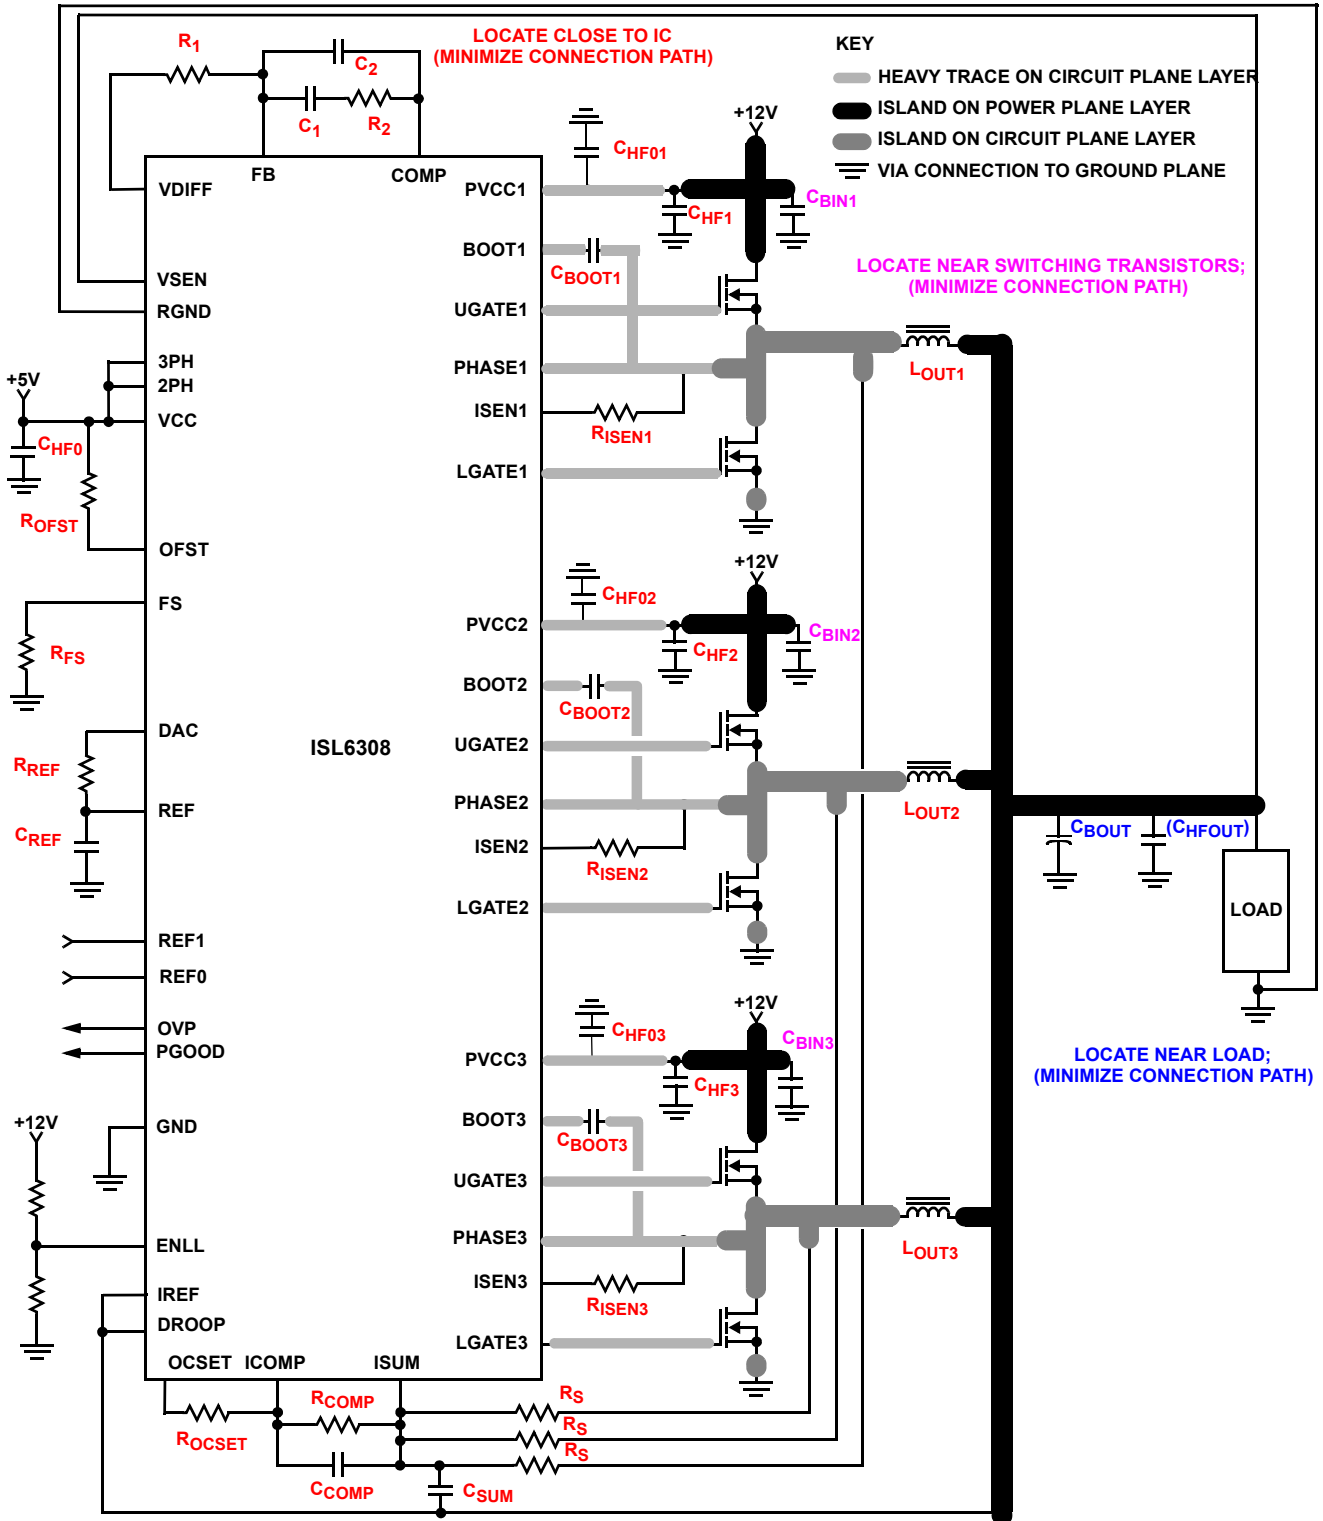 LOCATE CLOSE TO IC
(MINIMIZE CONNECTION PATH)
KEY
HEAVY TRACE ON CIRCUIT PLANE LAYER
ISLAND ON POWER PLANE LAYER
ISLAND ON CIRCUIT PLANE LAYER
VIA CONNECTION TO GROUND PLANE
R1
C2
C1
R2
+12V
CHF01
FB
COMP
VDIFF
PVCC1
CHF1
CBIN1
BOOT1
CBOOT1
LOCATE NEAR SWITCHING TRANSISTORS;
(MINIMIZE CONNECTION PATH)
VSEN
RGND
UGATE1
3PH
2PH
PHASE1
LOUT1
+5V
VCC
ISEN1
RISEN1
CHF0
LGATE1
ROFST
OFST
+12V
CHF02
FS
PVCC2
CBIN2
RFS
CHF2
BOOT2
CBOOT2
DAC
ISL6308
UGATE2
RREF
REF
PHASE2
LOUT2
CREF
CBOUT
(CHFOUT)
ISEN2
RISEN2
LGATE2
LOAD
REF1
REF0
+12V
OVP
PGOOD
CHF03
CBIN3
PVCC3
CHF3
LOCATE NEAR LOAD;
(MINIMIZE CONNECTION PATH)
+12V
GND
BOOT3
CBOOT3
UGATE3
ENLL
PHASE3
LOUT3
IREF
ISEN3
RISEN3
DROOP
LGATE3
OCSET
ICOMP
ISUM
RCOMP
RS
ROCSET
RS
RS
CCOMP
CSUM